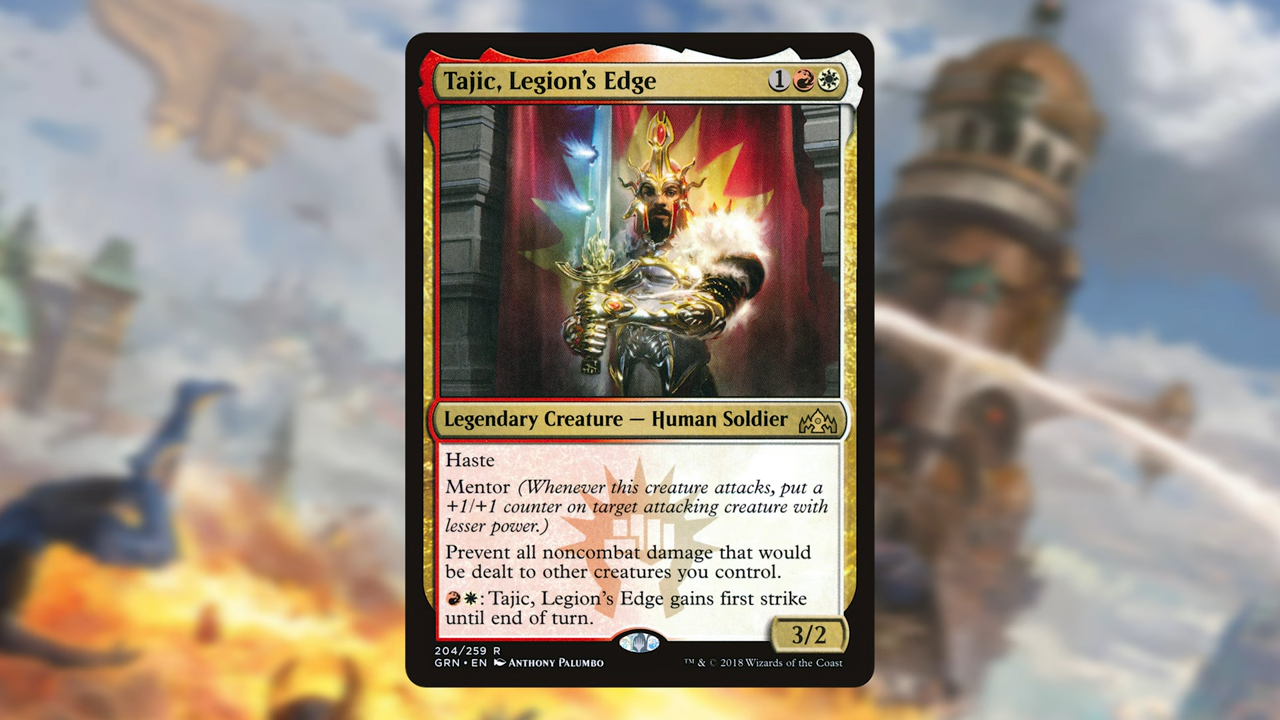 Tajic, Legion's Edge 1
Legendary Creature — Human Soldier
Haste
Mentor (Whenever this creature attacks, put a
+1/+1 counter on target attacking creature with
lesser power.)
Prevent all noncombat damage that would
be dealt to other creatures you control.
: Tajic, Legion's Edge gains first strike
until end of turn.
3/2
204/259 R
GRN • EN Anthony Palumbo
™ & © 2018 Wizards of the Coast